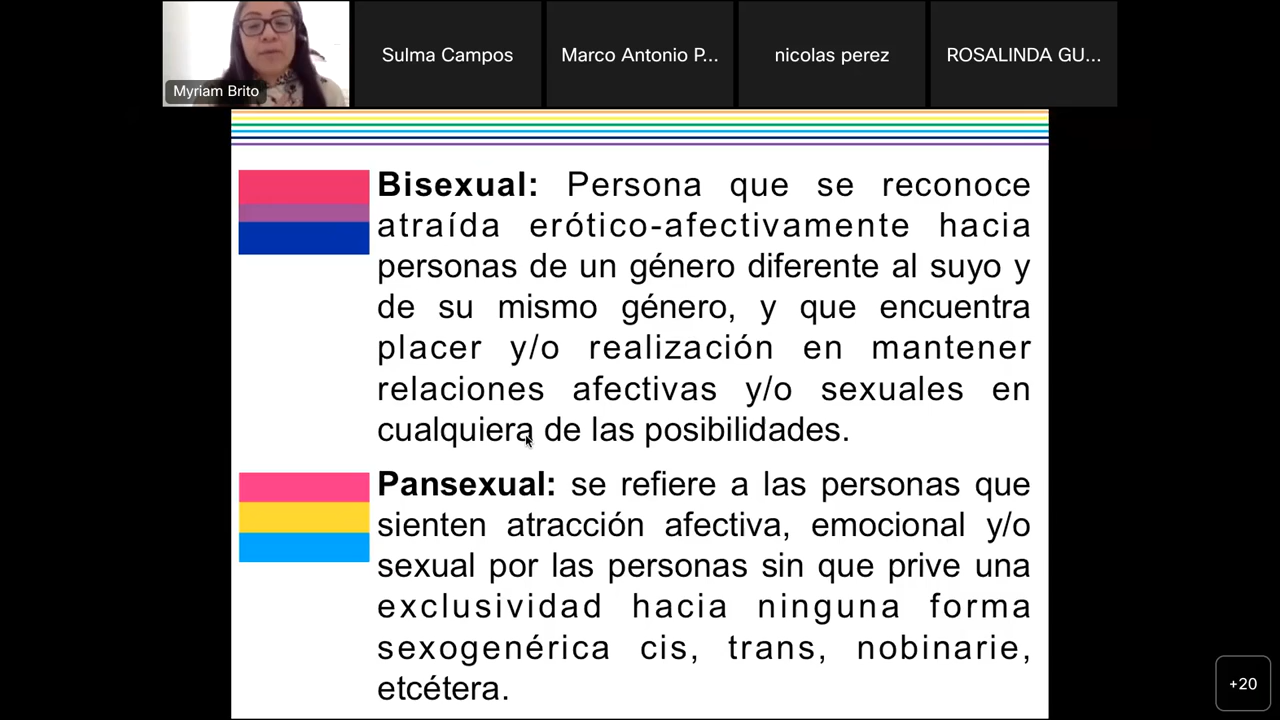 Myriam Brito
Sulma Campos
Marco Antonio P...
nicolas perez
ROSALINDA GU...
Bisexual: Persona que se reconoce
atraída erótico-afectivamente hacia
personas de un género diferente al suyo y
de su mismo género, y que encuentra
placer y/o realización en mantener
relaciones afectivas y/o sexuales en
cualquiera de las posibilidades.
Pansexual: se refiere a las personas que
sienten atracción afectiva, emocional y/o
sexual por las personas sin que prive una
exclusividad hacia ninguna forma
sexogenérica cis, trans, nobinarie,
etcétera.
+20